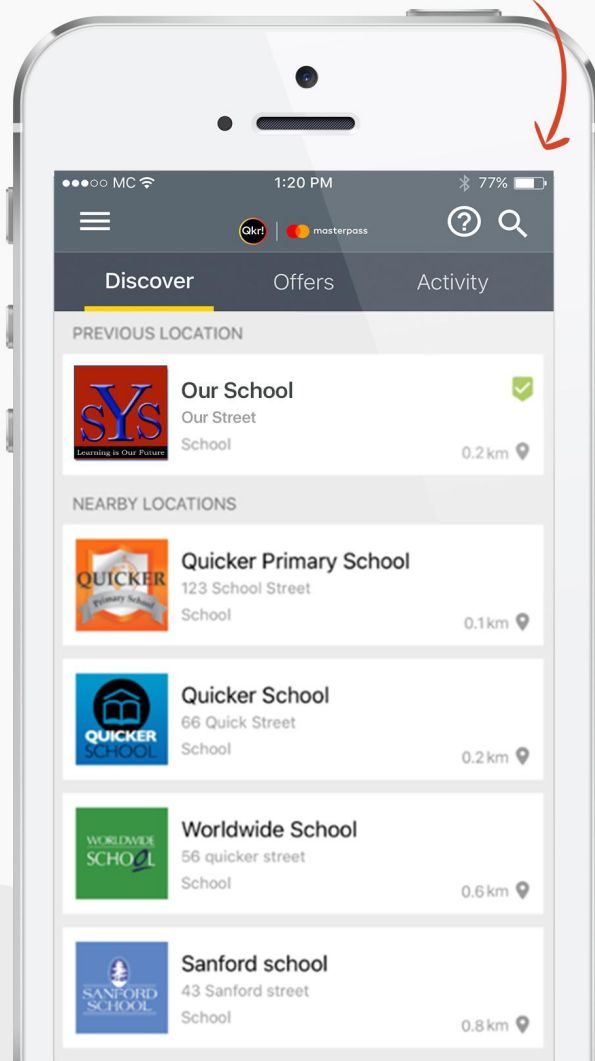 MC
1:20 PM
77%
Qkr!
masterpass
Discover
Offers
Activity
PREVIOUS LOCATION
SYS
Learning is Our Future
Our School
Our Street
School
0.2 km
NEARBY LOCATIONS
QUICKER
Primary School
Quicker Primary School
123 School Street
School
0.1 km
QUICKER
SCHOOL
Quicker School
66 Quick Street
School
0.2 km
WORLDWIDE
SCHOOL
Worldwide School
56 quicker street
School
0.6 km
SANFORD
SCHOOL
Sanford school
43 Sanford street
School
0.8 km